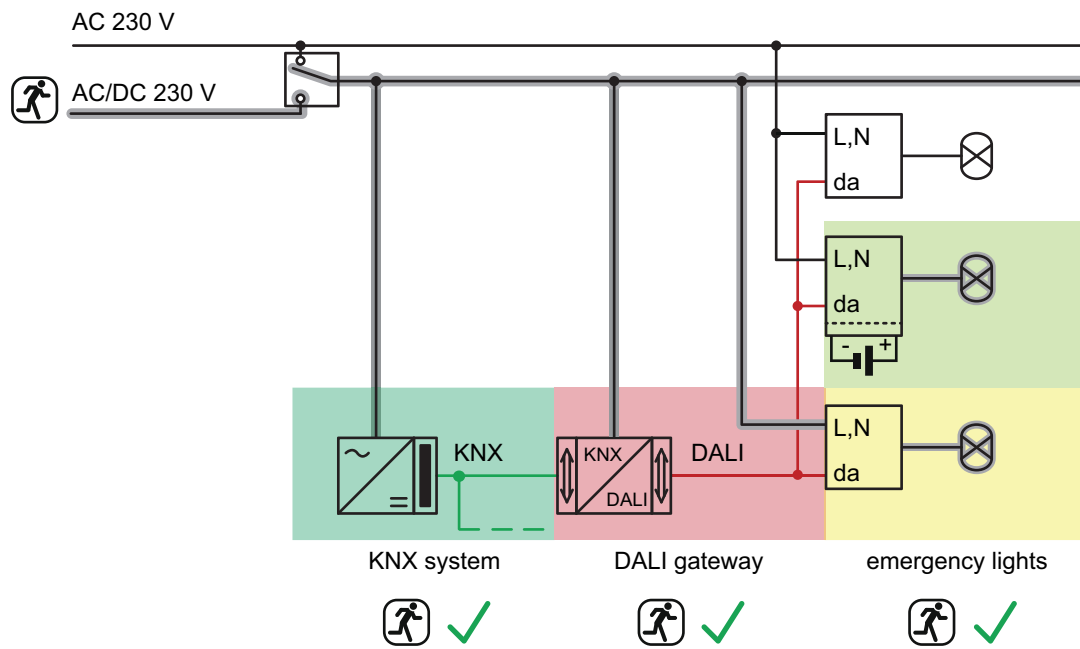 AC 230 V
AC/DC 230 V
L,N
da
L,N
da
- +
L,N
da
KNX
KNX
DALI
DALI
KNX system
DALI gateway
emergency lights